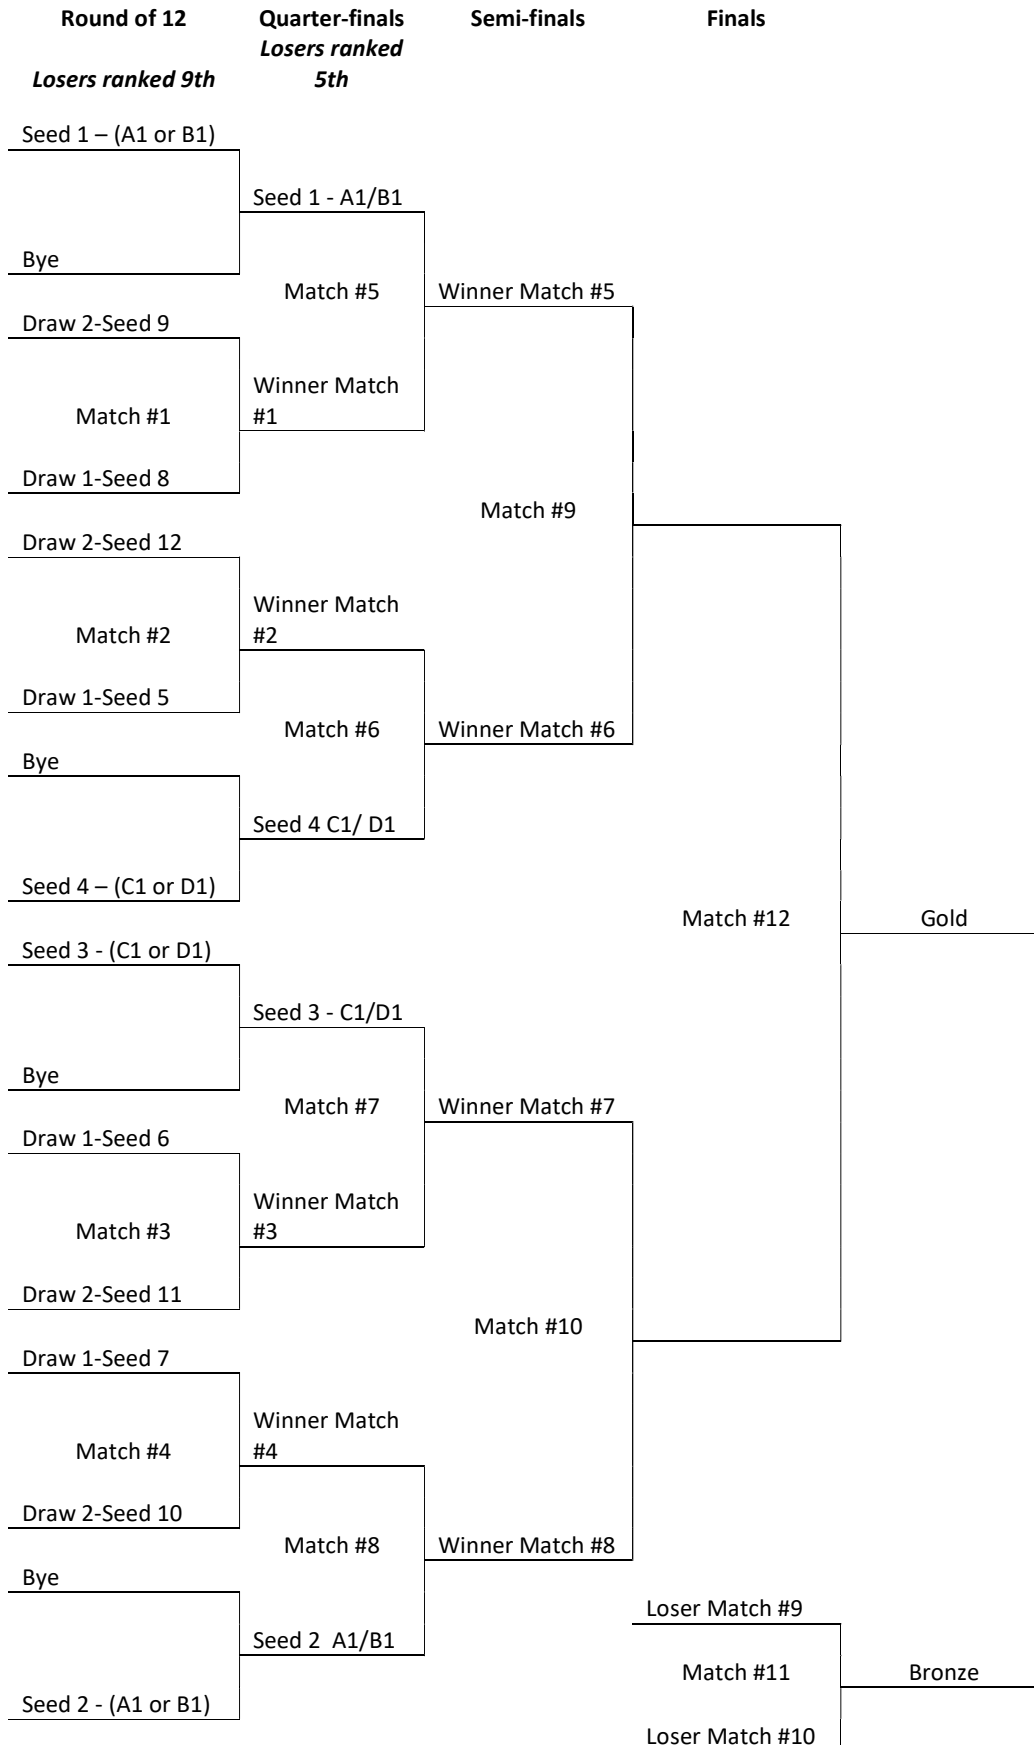 Round of 12
Quarter-finals
Semi-finals
Finals
Losers ranked
Losers ranked 9th
5th
Seed 1 – (A1 or B1)
Seed 1 - A1/B1
Bye
Match #5
Winner Match #5
Draw 2-Seed 9
Winner Match
Match #1
#1
Draw 1-Seed 8
Match #9
Draw 2-Seed 12
Winner Match
Match #2
#2
Draw 1-Seed 5
Match #6
Winner Match #6
Bye
Seed 4 C1/ D1
Seed 4 – (C1 or D1)
Match #12
Gold
Seed 3 - (C1 or D1)
Seed 3 - C1/D1
Bye
Match #7
Winner Match #7
Draw 1-Seed 6
Winner Match
Match #3
#3
Draw 2-Seed 11
Match #10
Draw 1-Seed 7
Winner Match
Match #4
#4
Draw 2-Seed 10
Match #8
Winner Match #8
Bye
Loser Match #9
Seed 2  A1/B1
Match #11
Bronze
Seed 2 - (A1 or B1)
Loser Match #10